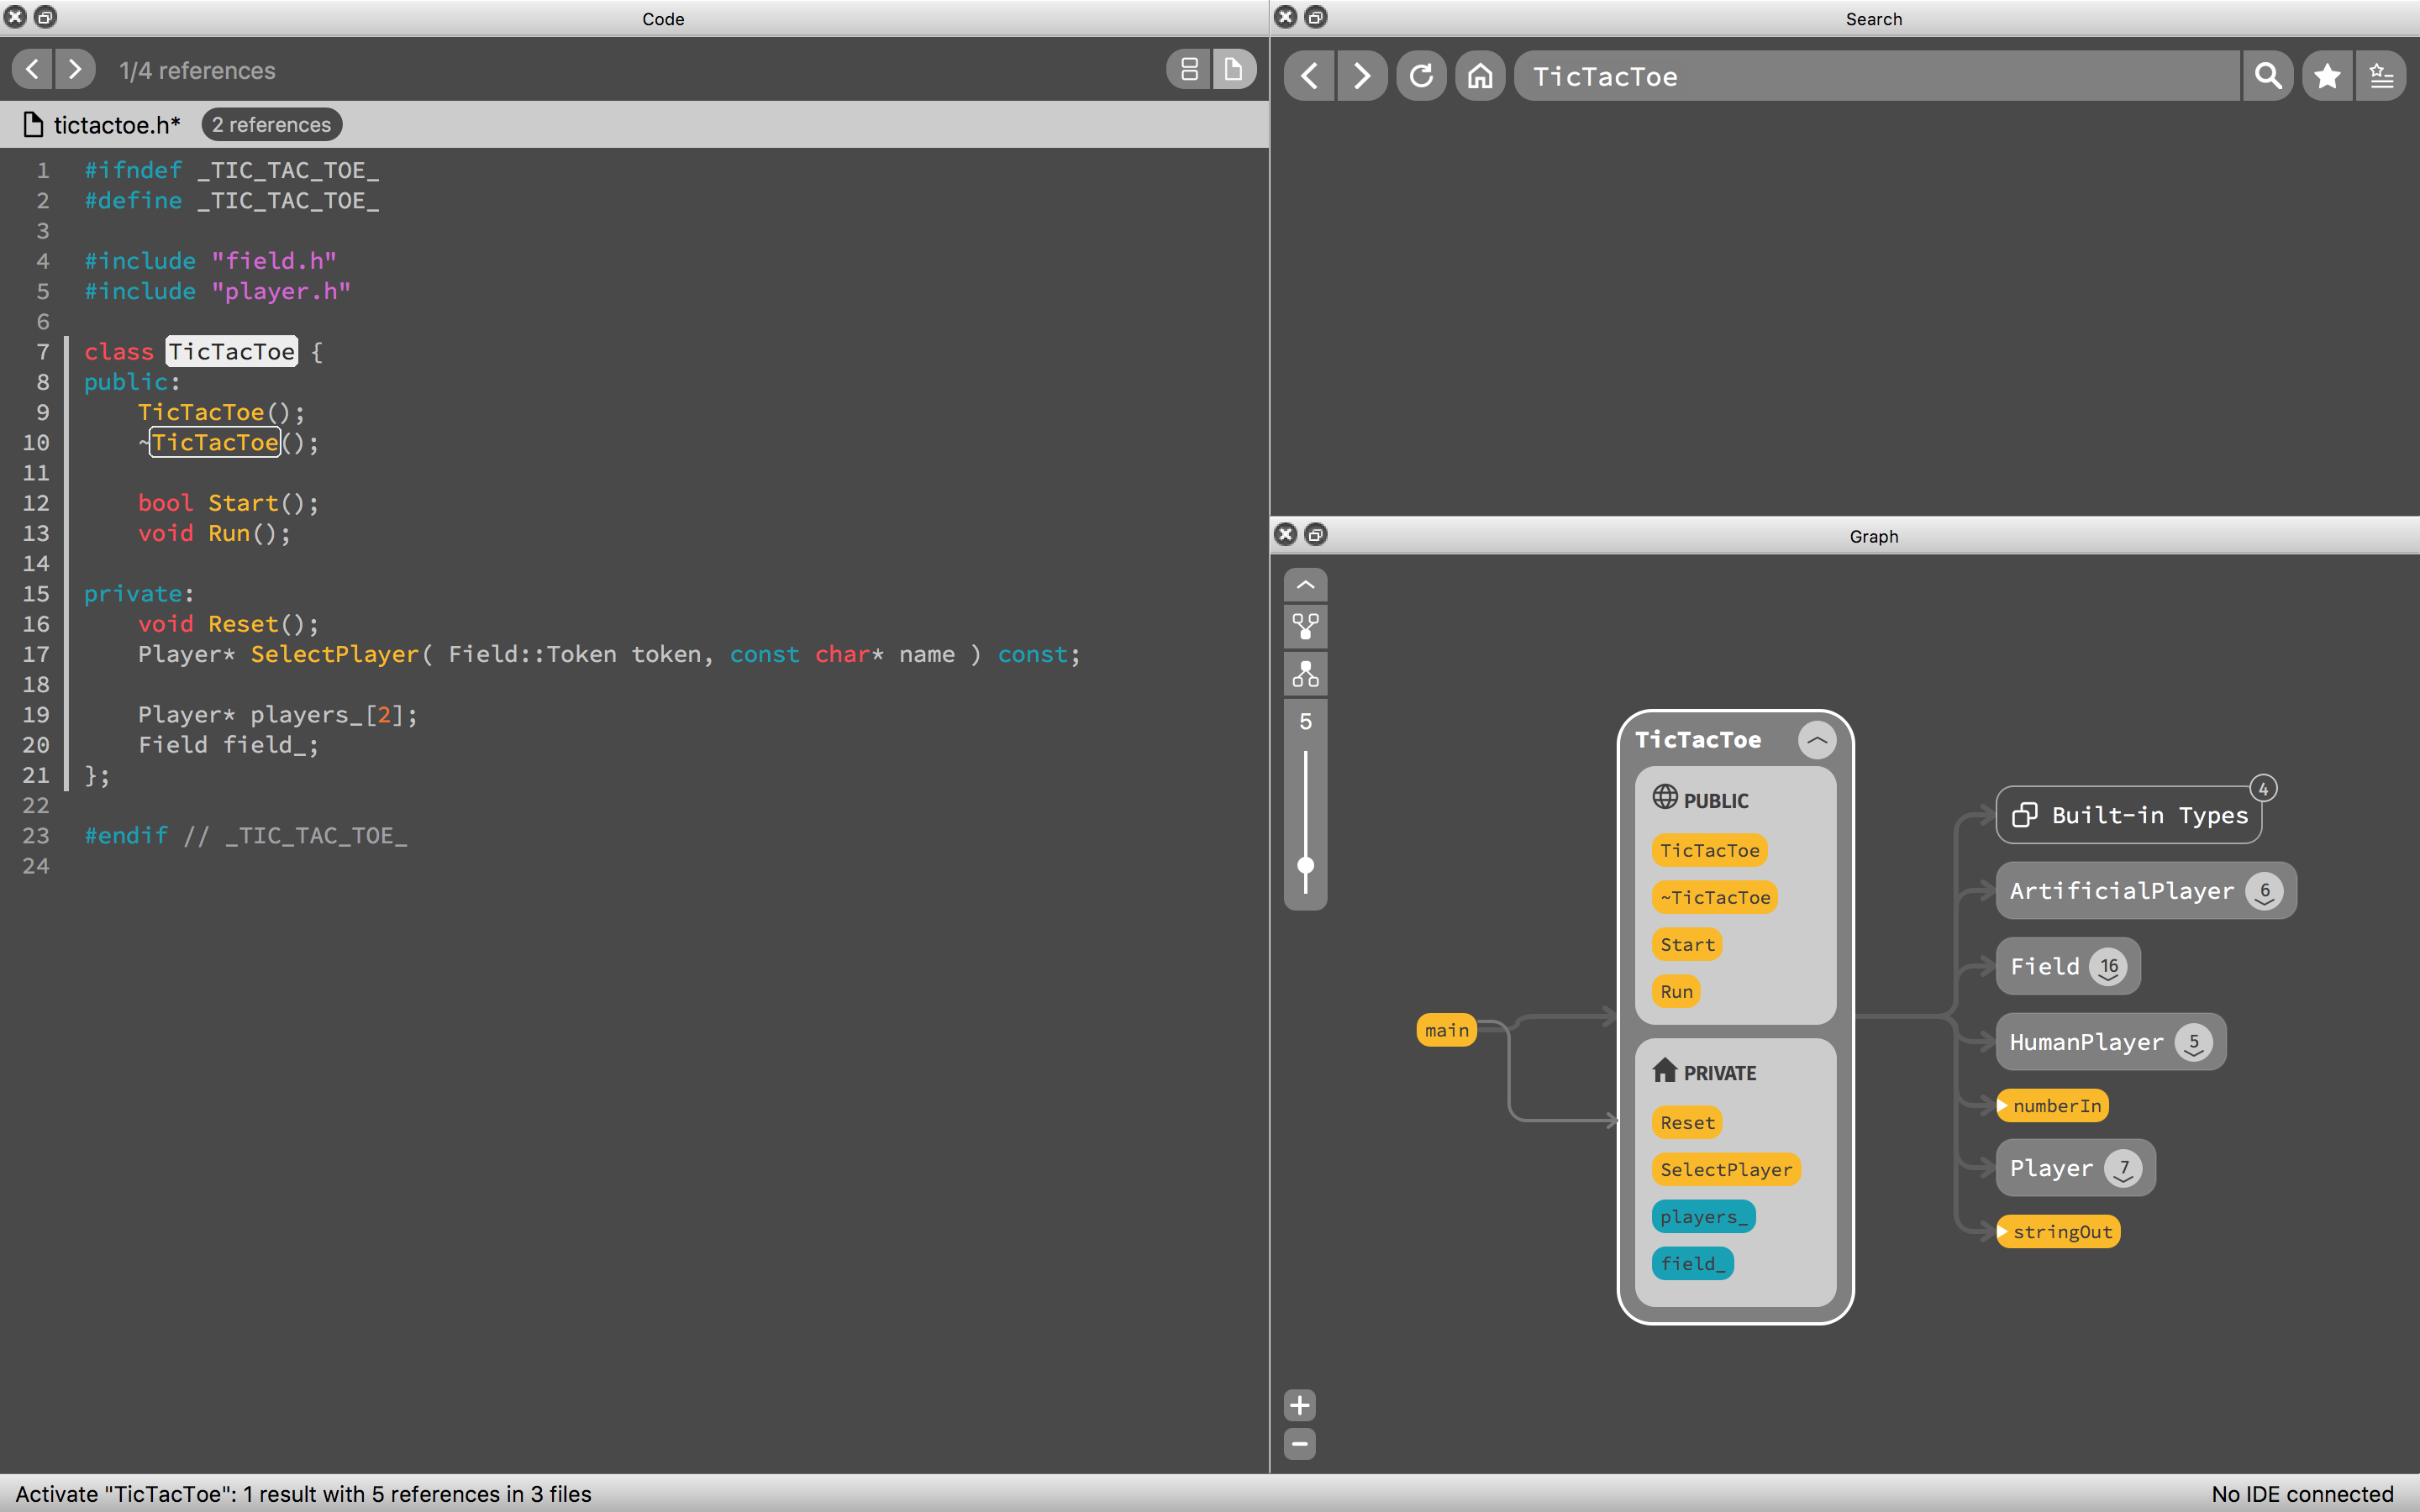 Code
1/4 references
tictactoe.h*
2 references
1 #ifndef _TIC_TAC_TOE_
2 #define _TIC_TAC_TOE_
3
4 #include "field.h"
5 #include "player.h"
6
7 class TicTacToe {
8 public:
9     TicTacToe();
10     ~TicTacToe();
11
12     bool Start();
13     void Run();
14
15 private:
16     void Reset();
17     Player* SelectPlayer( Field::Token token, const char* name ) const;
18
19     Player* players_[2];
20     Field field_;
21 };
22
23 #endif // _TIC_TAC_TOE_
24
Search
TicTacToe
Graph
5
main
TicTacToe
PUBLIC
TicTacToe
~TicTacToe
Start
Run
PRIVATE
Reset
SelectPlayer
players_
field_
Built-in Types 4
ArtificialPlayer 6
Field 16
HumanPlayer 5
numberIn
Player 7
stringOut
Activate "TicTacToe": 1 result with 5 references in 3 files
No IDE connected